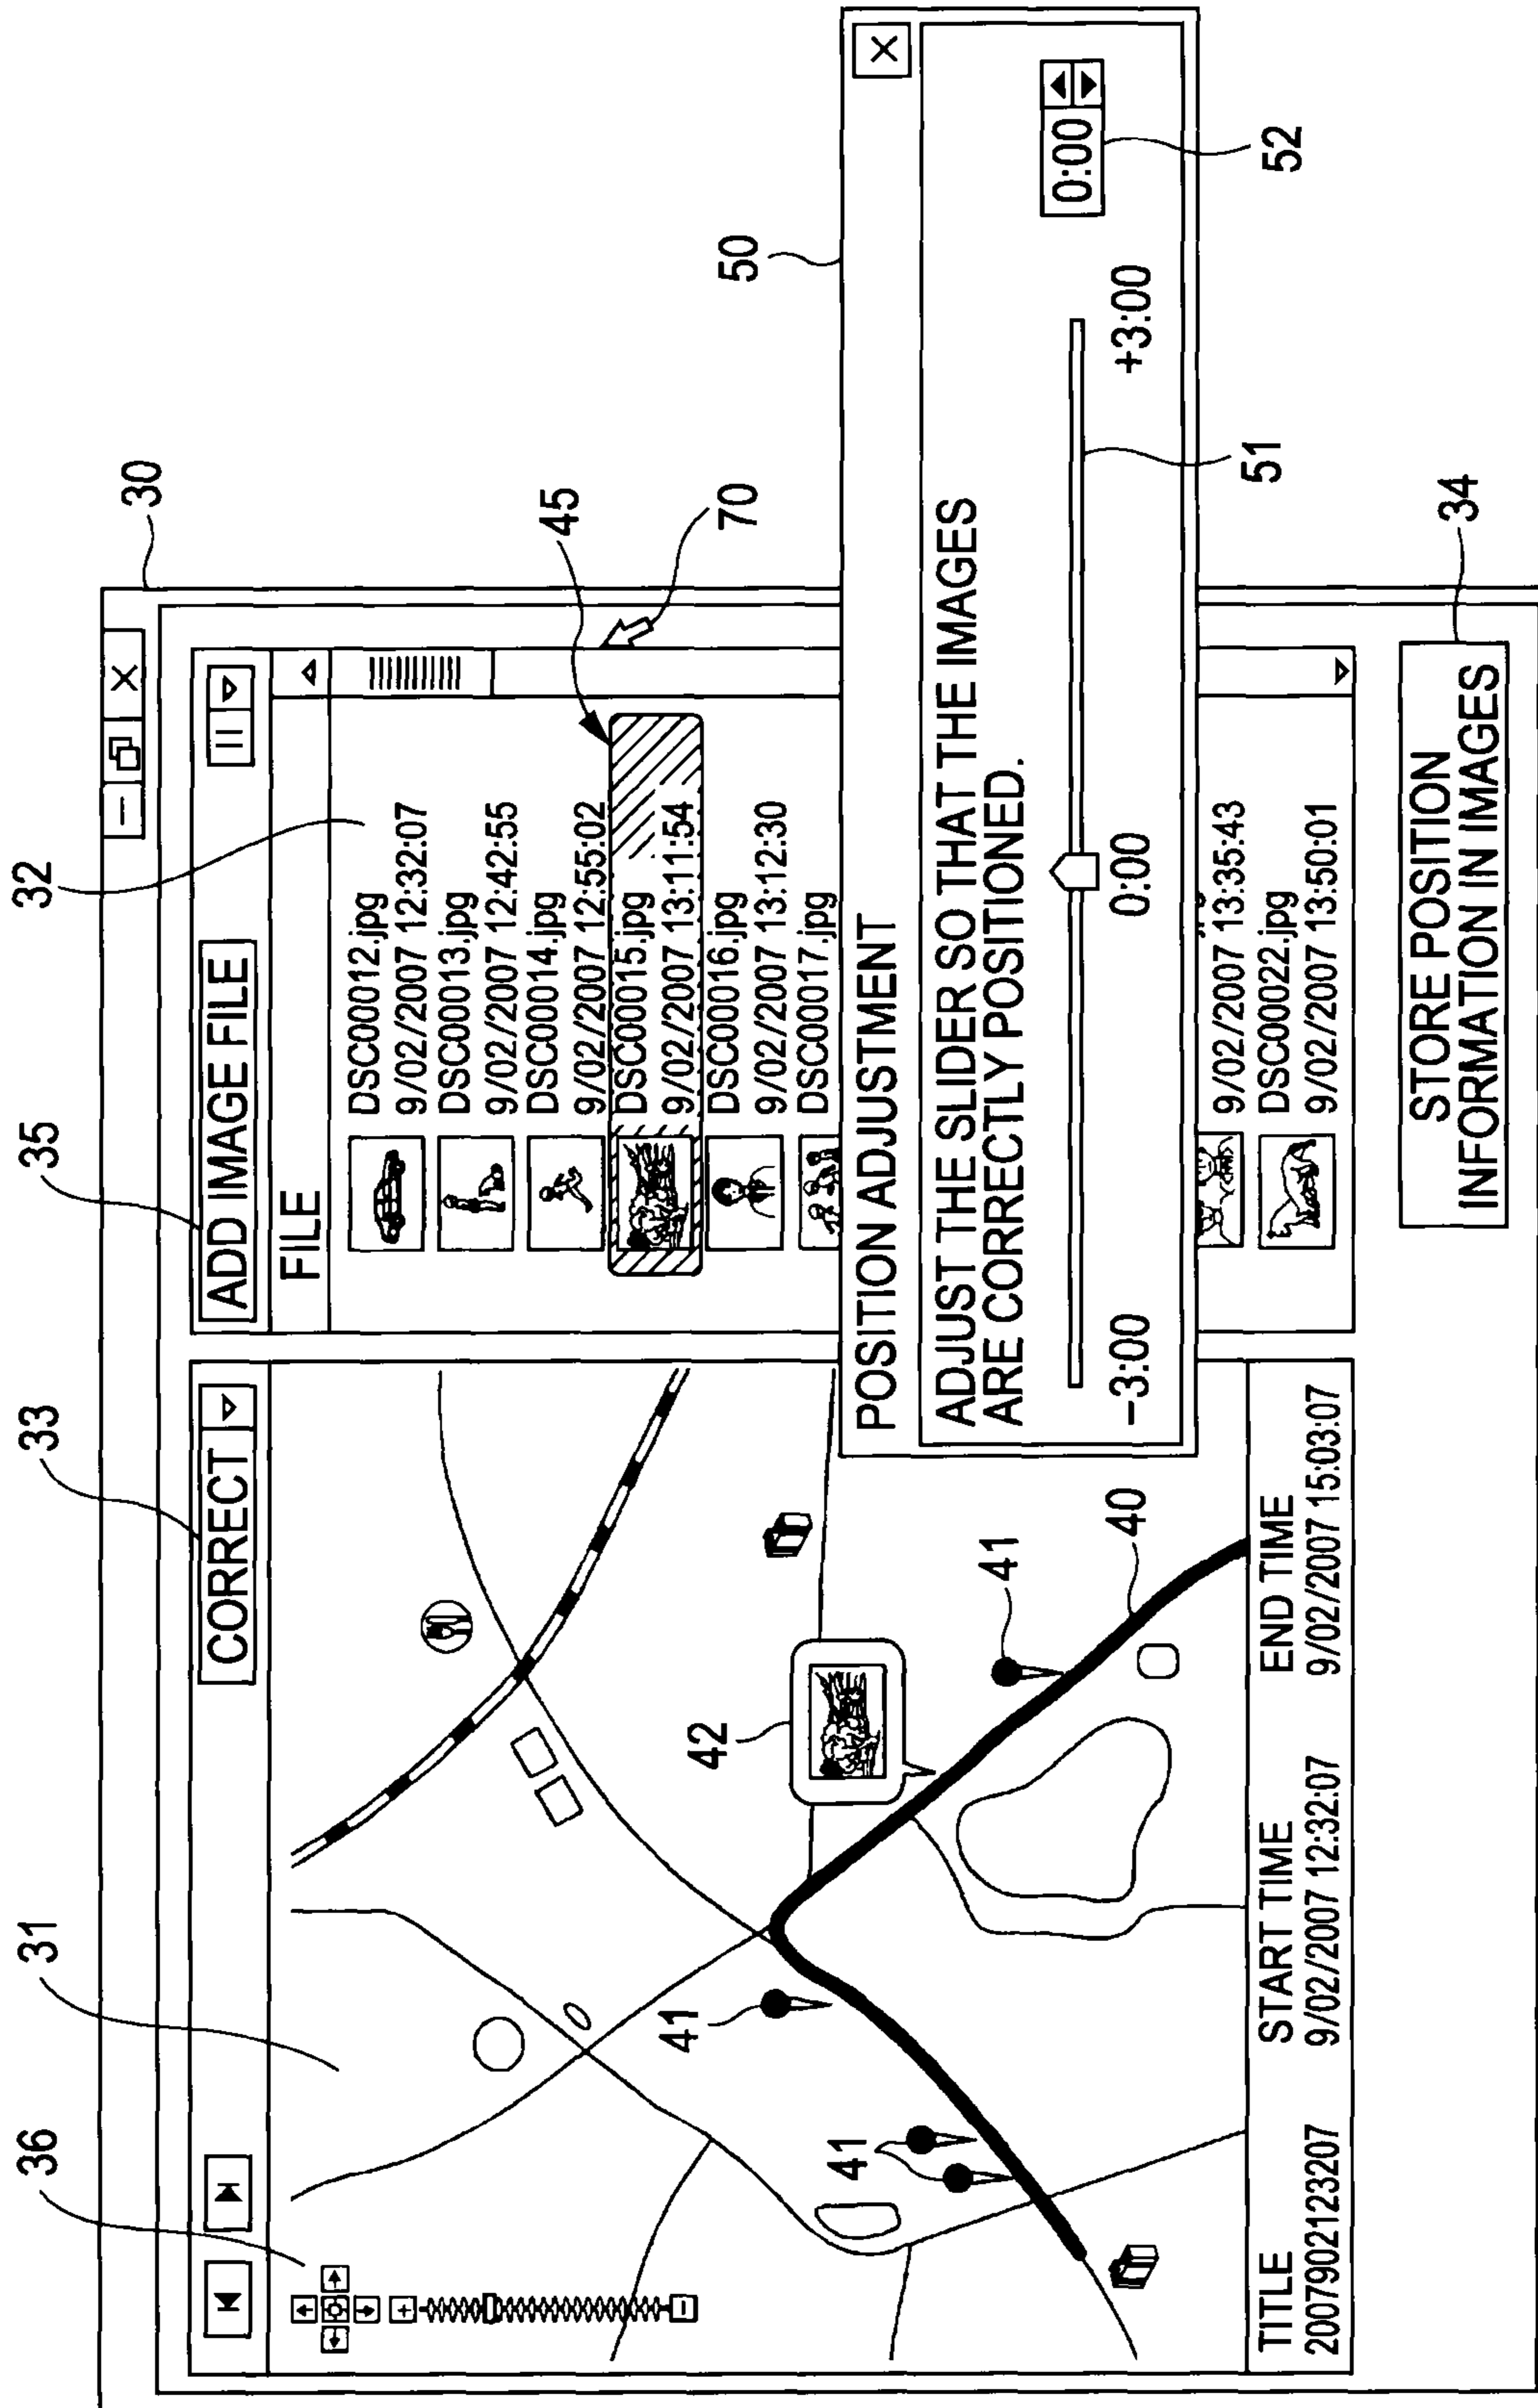 36
31
33
35
32
30
CORRECT
ADD IMAGE FILE
FILE
DSC00012.jpg
9/02/2007 12:32:07
DSC00013.jpg
9/02/2007 12:42:55
DSC00014.jpg
9/02/2007 12:55:02
DSC00015.jpg
9/02/2007 13:11:54
DSC00016.jpg
9/02/2007 13:12:30
DSC00017.jpg
45
70
41
41
42
41
40
50
POSITION ADJUSTMENT
ADJUST THE SLIDER SO THAT THE IMAGES
ARE CORRECTLY POSITIONED.
0:00
-3:00
0:00
+3:00
51
52
9/02/2007 13:35:43
DSC00022.jpg
9/02/2007 13:50:01
TITLE
START TIME
END TIME
2007902123207
9/02/2007 12:32:07
9/02/2007 15:03:07
STORE POSITION
INFORMATION IN IMAGES
34